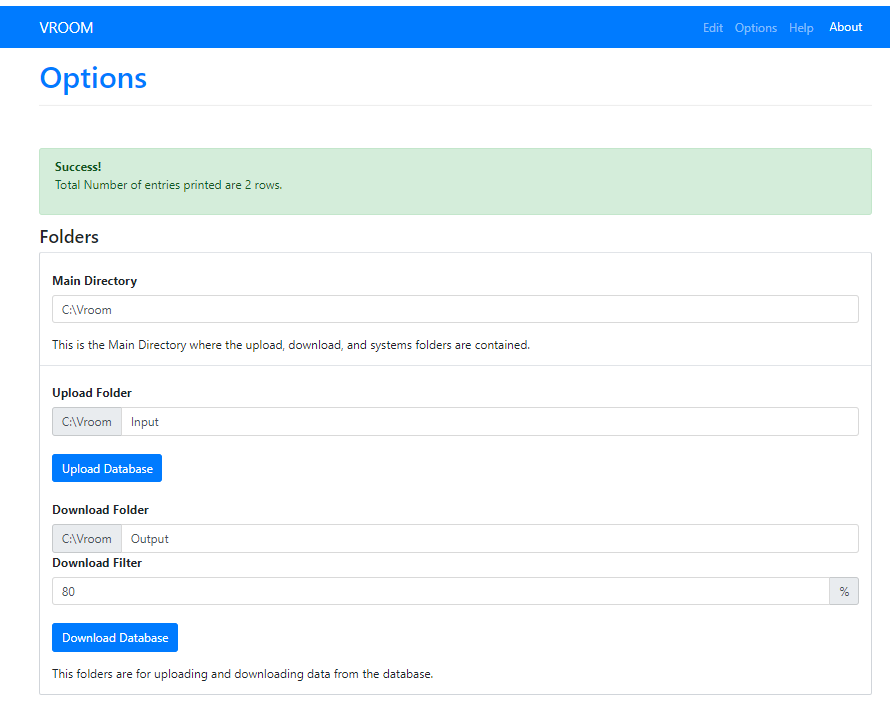 VROOM Edit Options Help About
Options
Success!
Total Number of entries printed are 2 rows.
Folders
Main Directory
C:\Vroom
This is the Main Directory where the upload, download, and systems folders are contained.
Upload Folder
C:\Vroom Input
Upload Database
Download Folder
C:\Vroom Output
Download Filter
80 %
Download Database
This folders are for uploading and downloading data from the database.